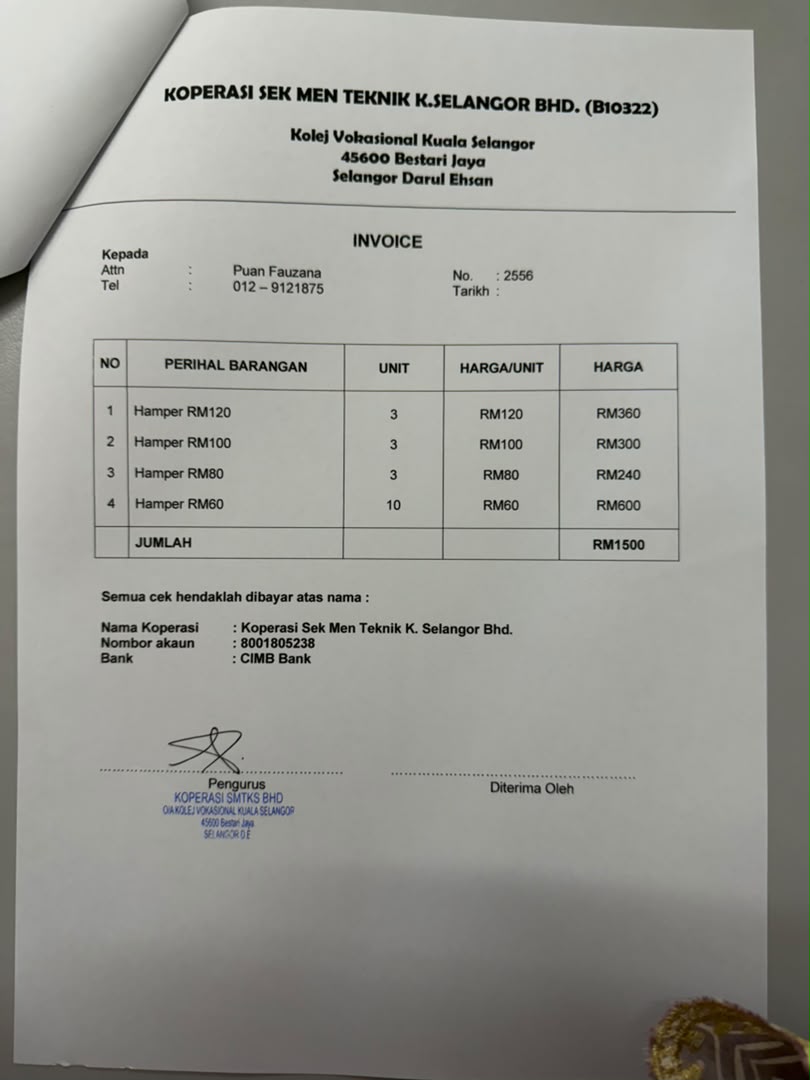 KOPERASI SEK MEN TEKNIK K.SELANGOR BHD. (B10322)
Kolej Vokasional Kuala Selangor
45600 Bestari Jaya
Selangor Darul Ehsan
INVOICE
Kepada
Attn : Puan Fauzana
Tel : 012 – 9121875
No. : 2556
Tarikh :
NO PERIHAL BARANGAN UNIT HARGA/UNIT HARGA
1 Hamper RM120 3 RM120 RM360
2 Hamper RM100 3 RM100 RM300
3 Hamper RM80 3 RM80 RM240
4 Hamper RM60 10 RM60 RM600
JUMLAH RM1500
Semua cek hendaklah dibayar atas nama :
Nama Koperasi : Koperasi Sek Men Teknik K. Selangor Bhd.
Nombor akaun : 8001805238
Bank : CIMB Bank
Pengurus
KOPERASI SMTKS BHD
D/A KOLEJ VOKASIONAL KUALA SELANGOR
45600 Bestari Jaya
SELANGOR D.E
Diterima Oleh